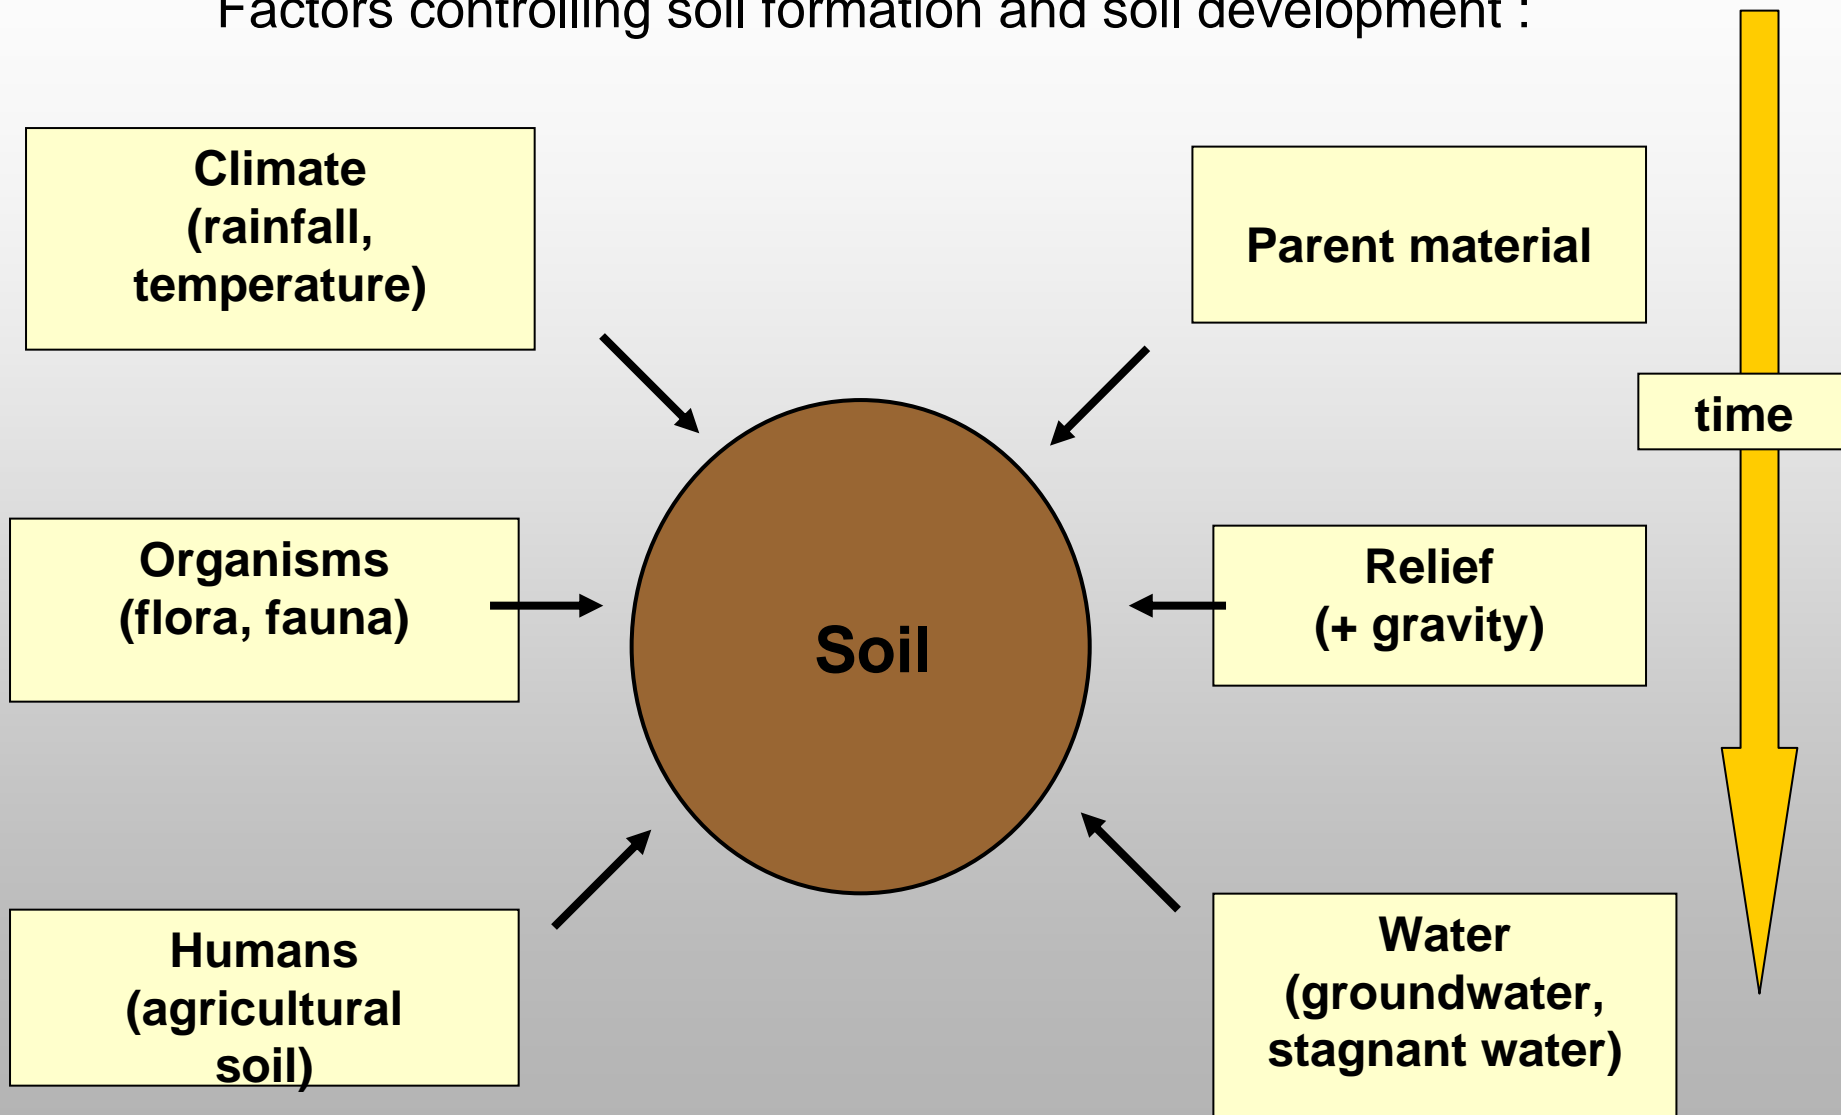 Factors controlling soil formation and soil development :
Climate
(rainfall,
temperature)
Parent material
time
Organisms
(flora, fauna)
Soil
Relief
(+ gravity)
Humans
(agricultural
soil)
Water
(groundwater,
stagnant water)